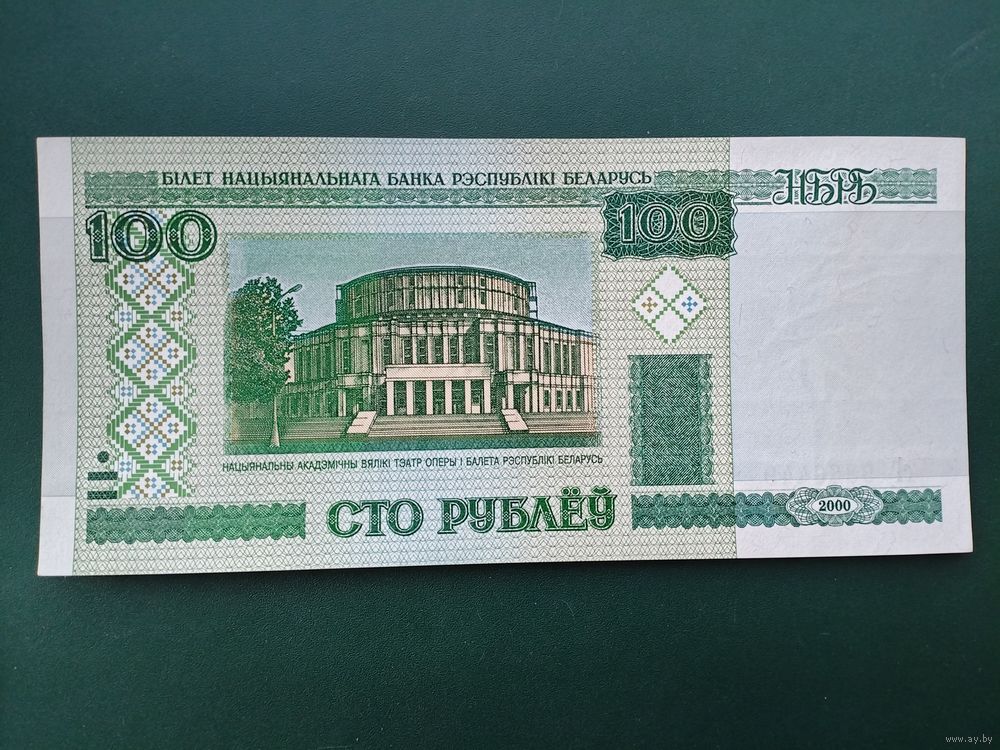 БІЛЕТ НАЦЫЯНАЛЬНАГА БАНКА РЭСПУБЛІКІ БЕЛАРУСЬ
НБРБ
100
100
НАЦЫЯНАЛЬНЫ АКАДЭМІЧНЫ ВЯЛІКІ ТЭАТР ОПЕРЫ І БАЛЕТА РЭСПУБЛІКІ БЕЛАРУСЬ
СТО РУБЛЁЎ
2000
www.ay.by